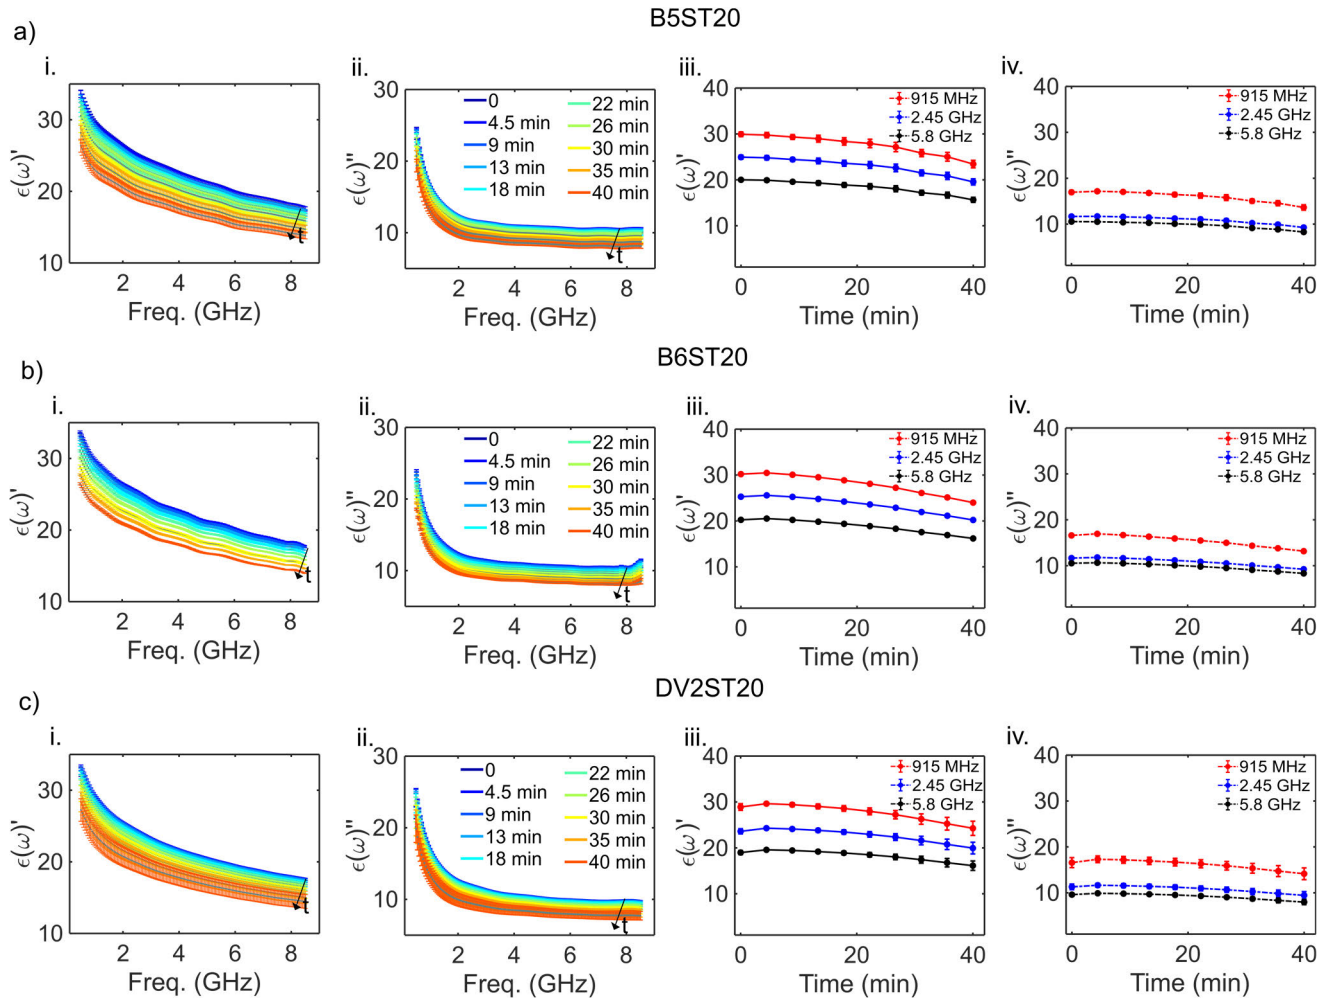 B5ST20
a)
i.
ϵ(ω)'
30
20
10
2 4 6 8
Freq. (GHz)
t
ii.
ϵ(ω)''
30
20
10
0
4.5 min
9 min
13 min
18 min
22 min
26 min
30 min
35 min
40 min
2 4 6 8
Freq. (GHz)
t
iii.
ϵ(ω)'
40
30
20
10
915 MHz
2.45 GHz
5.8 GHz
0 20 40
Time (min)
iv.
ϵ(ω)''
40
30
20
10
915 MHz
2.45 GHz
5.8 GHz
0 20 40
Time (min)
B6ST20
b)
i.
ϵ(ω)'
30
20
10
2 4 6 8
Freq. (GHz)
t
ii.
ϵ(ω)''
30
20
10
0
4.5 min
9 min
13 min
18 min
22 min
26 min
30 min
35 min
40 min
2 4 6 8
Freq. (GHz)
t
iii.
ϵ(ω)'
40
30
20
10
915 MHz
2.45 GHz
5.8 GHz
0 20 40
Time (min)
iv.
ϵ(ω)''
40
30
20
10
915 MHz
2.45 GHz
5.8 GHz
0 20 40
Time (min)
DV2ST20
c)
i.
ϵ(ω)'
30
20
10
2 4 6 8
Freq. (GHz)
t
ii.
ϵ(ω)''
30
20
10
0
4.5 min
9 min
13 min
18 min
22 min
26 min
30 min
35 min
40 min
2 4 6 8
Freq. (GHz)
t
iii.
ϵ(ω)'
40
30
20
10
915 MHz
2.45 GHz
5.8 GHz
0 20 40
Time (min)
iv.
ϵ(ω)''
40
30
20
10
915 MHz
2.45 GHz
5.8 GHz
0 20 40
Time (min)